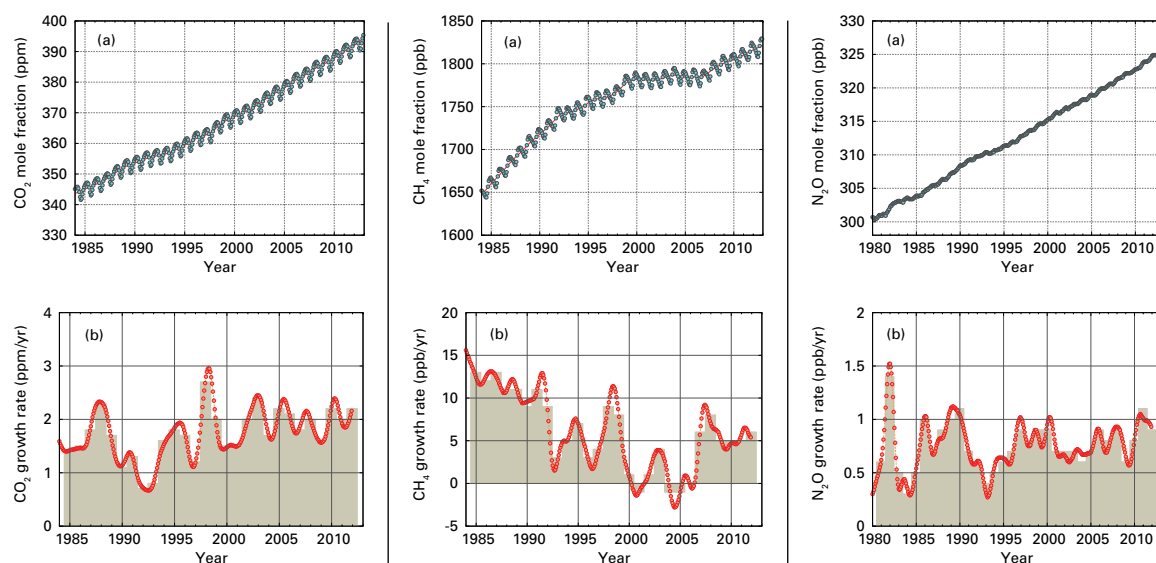 CO2 mole fraction (ppm)
(a)
400
390
380
370
360
350
340
330
1985 1990 1995 2000 2005 2010
Year
CH4 mole fraction (ppb)
(a)
1850
1800
1750
1700
1650
1600
1985 1990 1995 2000 2005 2010
Year
N2O mole fraction (ppb)
(a)
330
325
320
315
310
305
300
1980 1985 1990 1995 2000 2005 2010
Year
CO2 growth rate (ppm/yr)
(b)
4
3
2
1
0
1985 1990 1995 2000 2005 2010
Year
CH4 growth rate (ppb/yr)
(b)
20
15
10
5
0
-5
1985 1990 1995 2000 2005 2010
Year
N2O growth rate (ppb/yr)
(b)
2
1.5
1
0.5
0
1980 1985 1990 1995 2000 2005 2010
Year